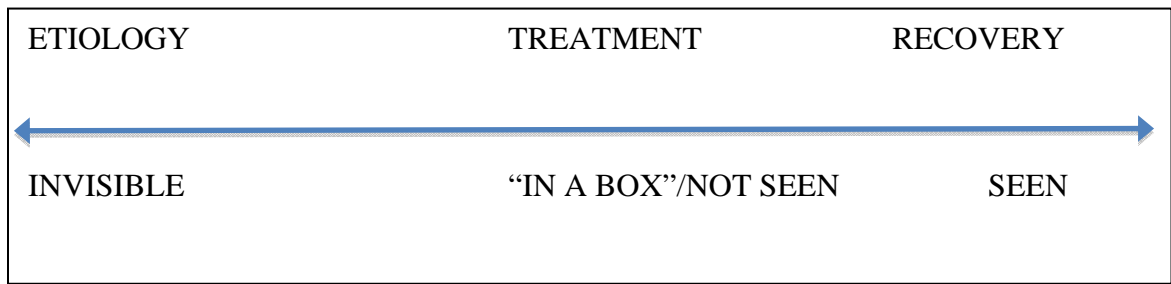 ETIOLOGY TREATMENT RECOVERY
INVISIBLE “IN A BOX”/NOT SEEN SEEN